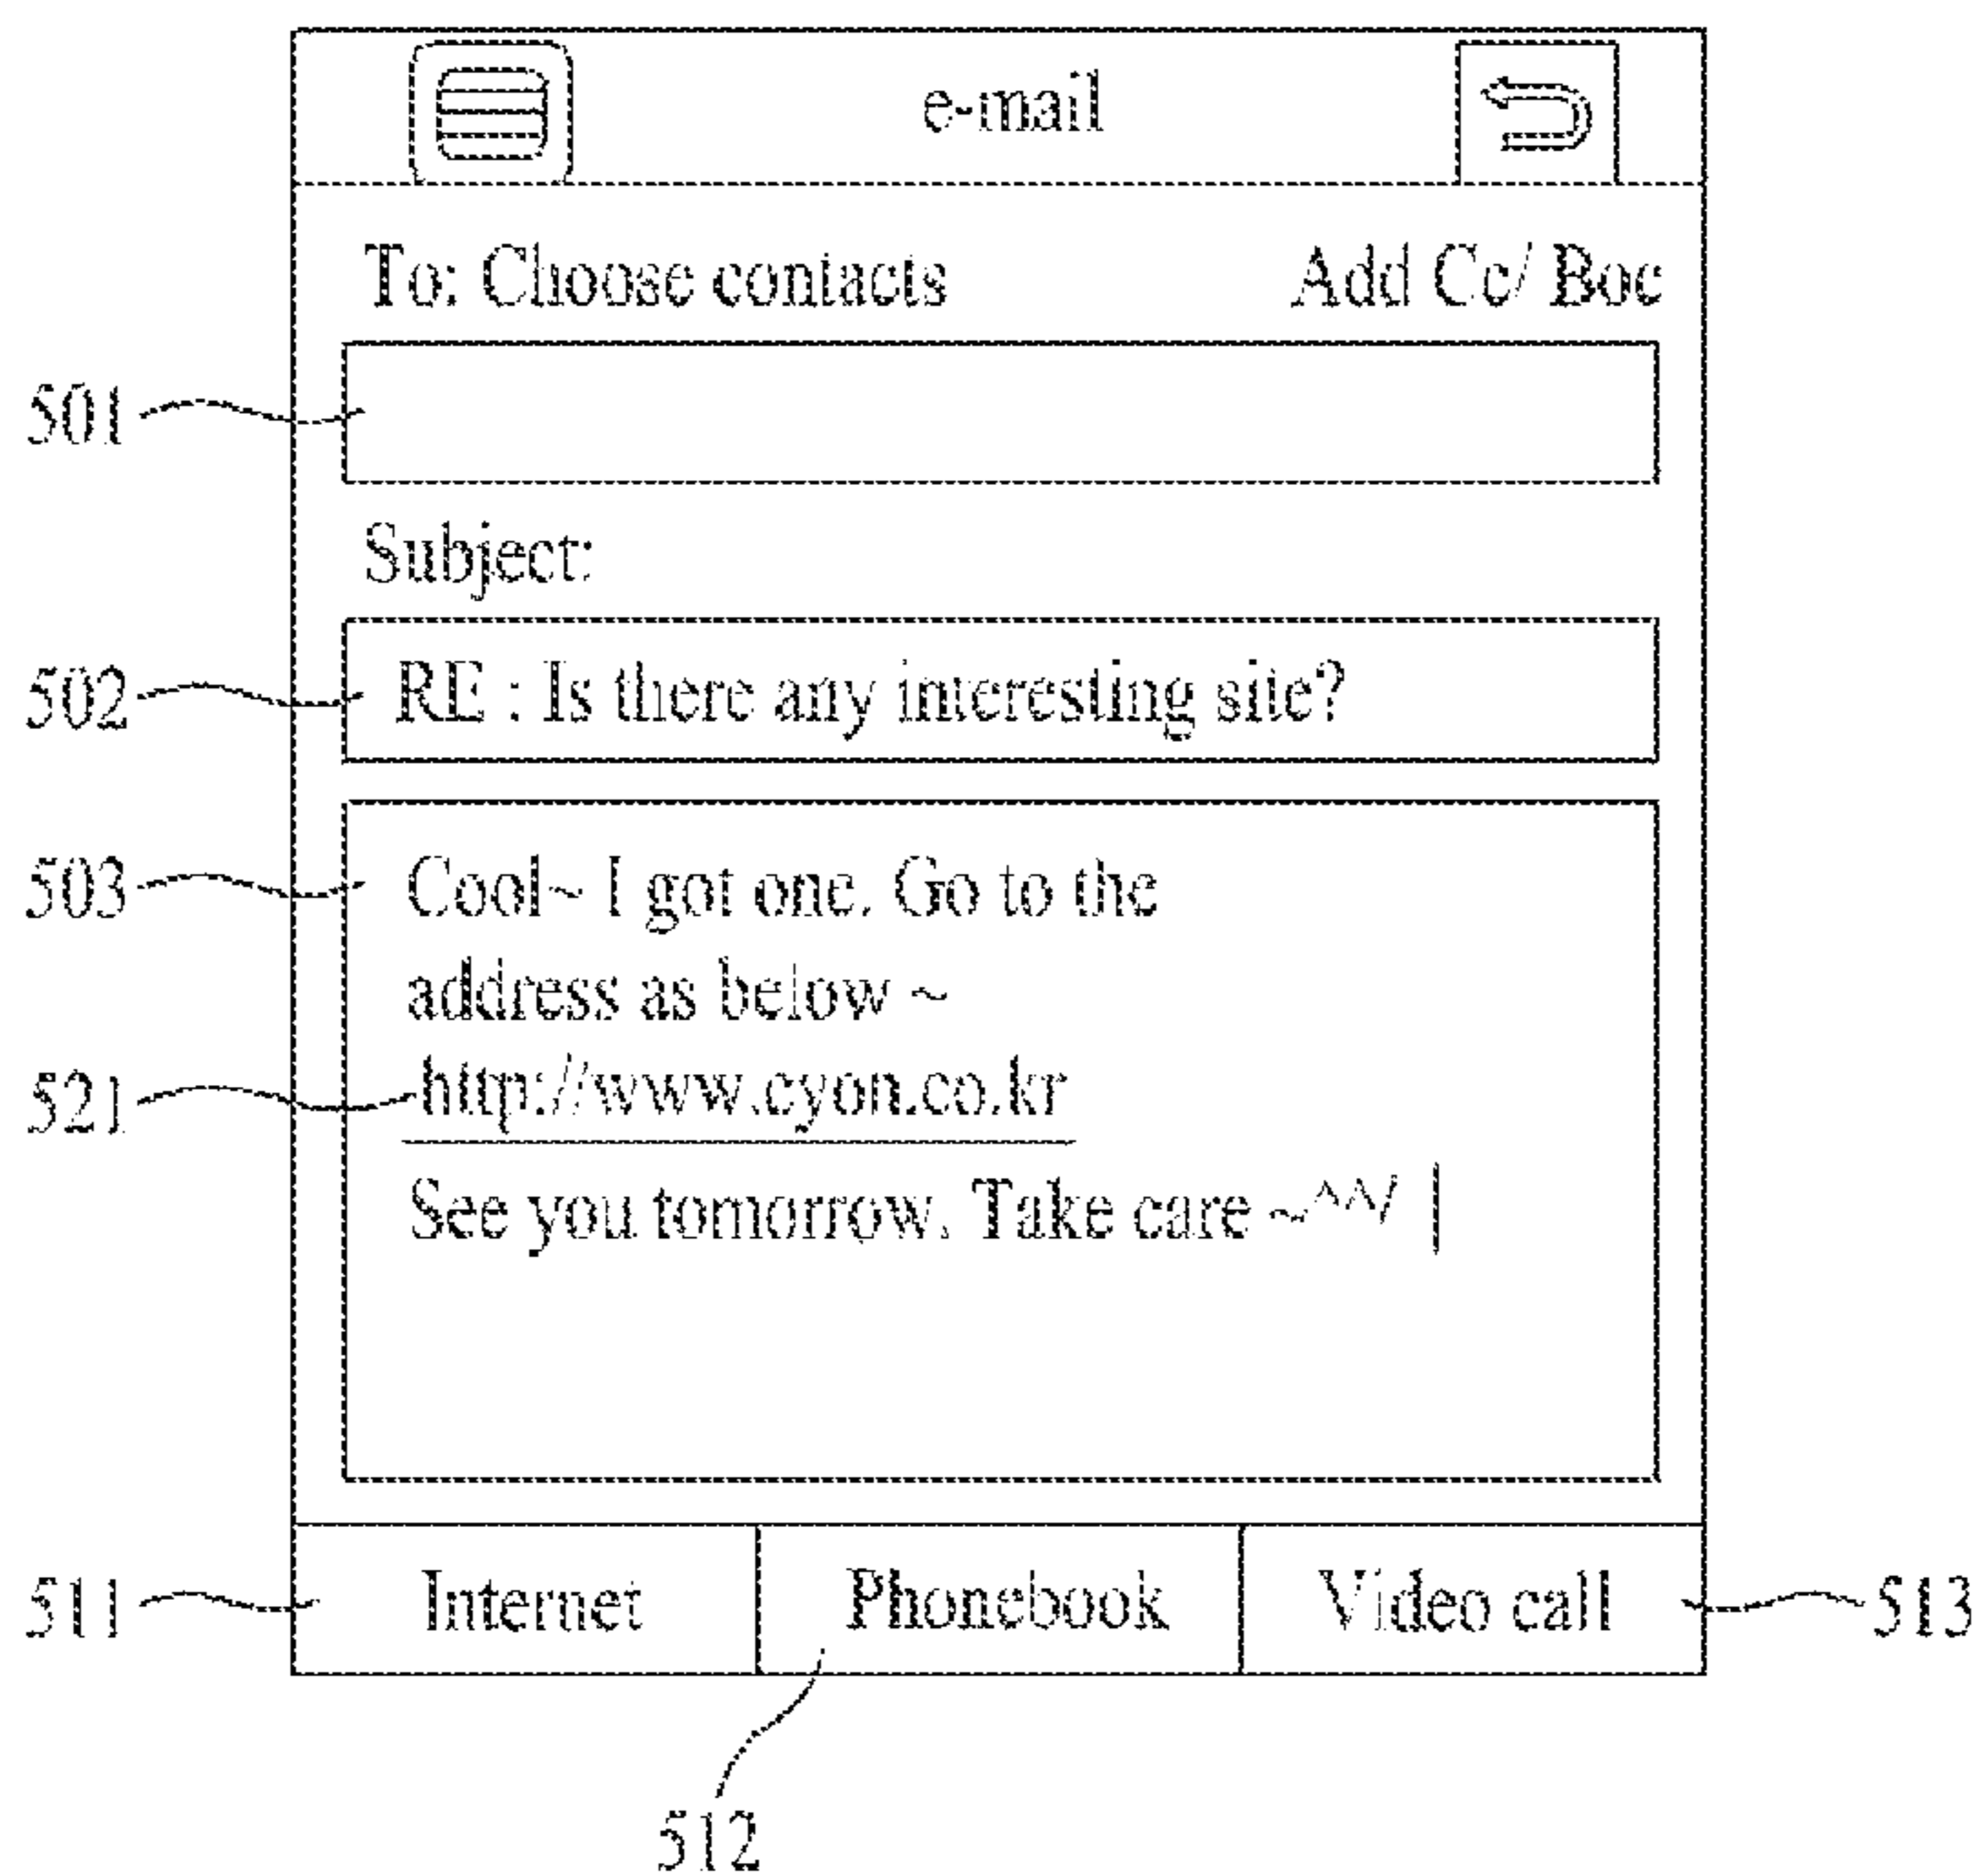 e-mail
To: Choose contacts Add Cc/ Boc
501
Subject:
502 RE : Is there any interesting site?
503 Cool~ I got one. Go to the
address as below ~
521 http://www.cyon.co.kr
See you tomorrow. Take care ~^^/
511 Internet Phonebook Video call 513
512